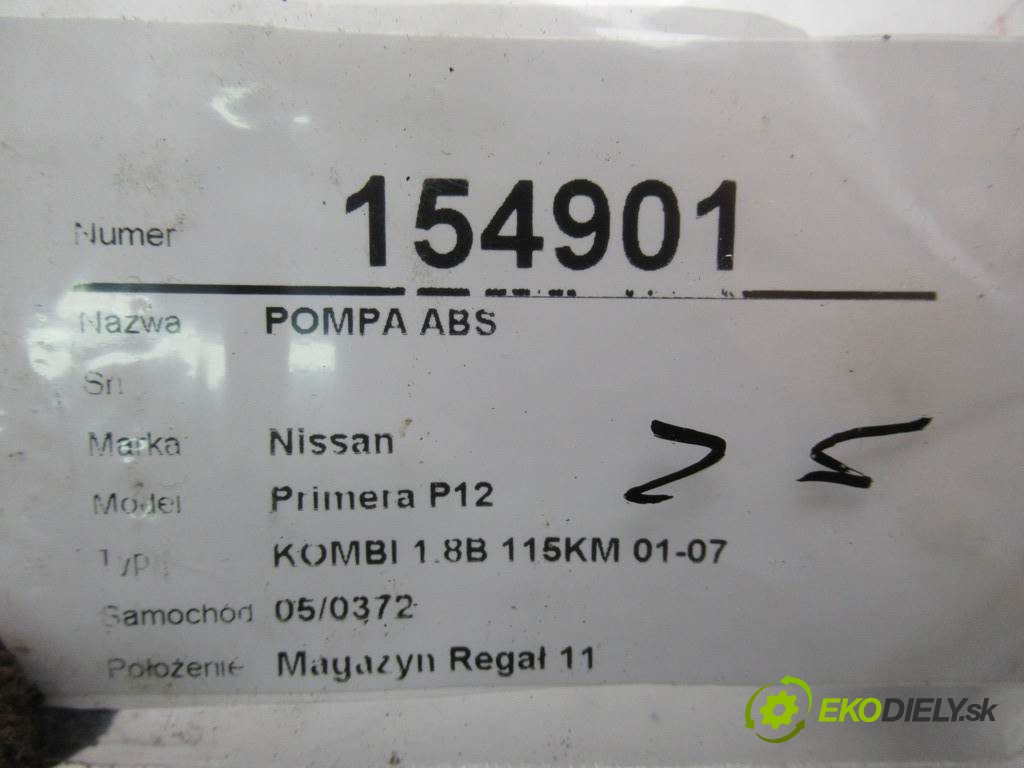 Numer 154901
Nazwa POMPA ABS
Sn
Marka Nissan
Model Primera P12
Typ KOMBI 1.8B 115KM 01-07
Samochód 05/0372
Położenie Magazyn Regał 11
25
EKODIELY.sk